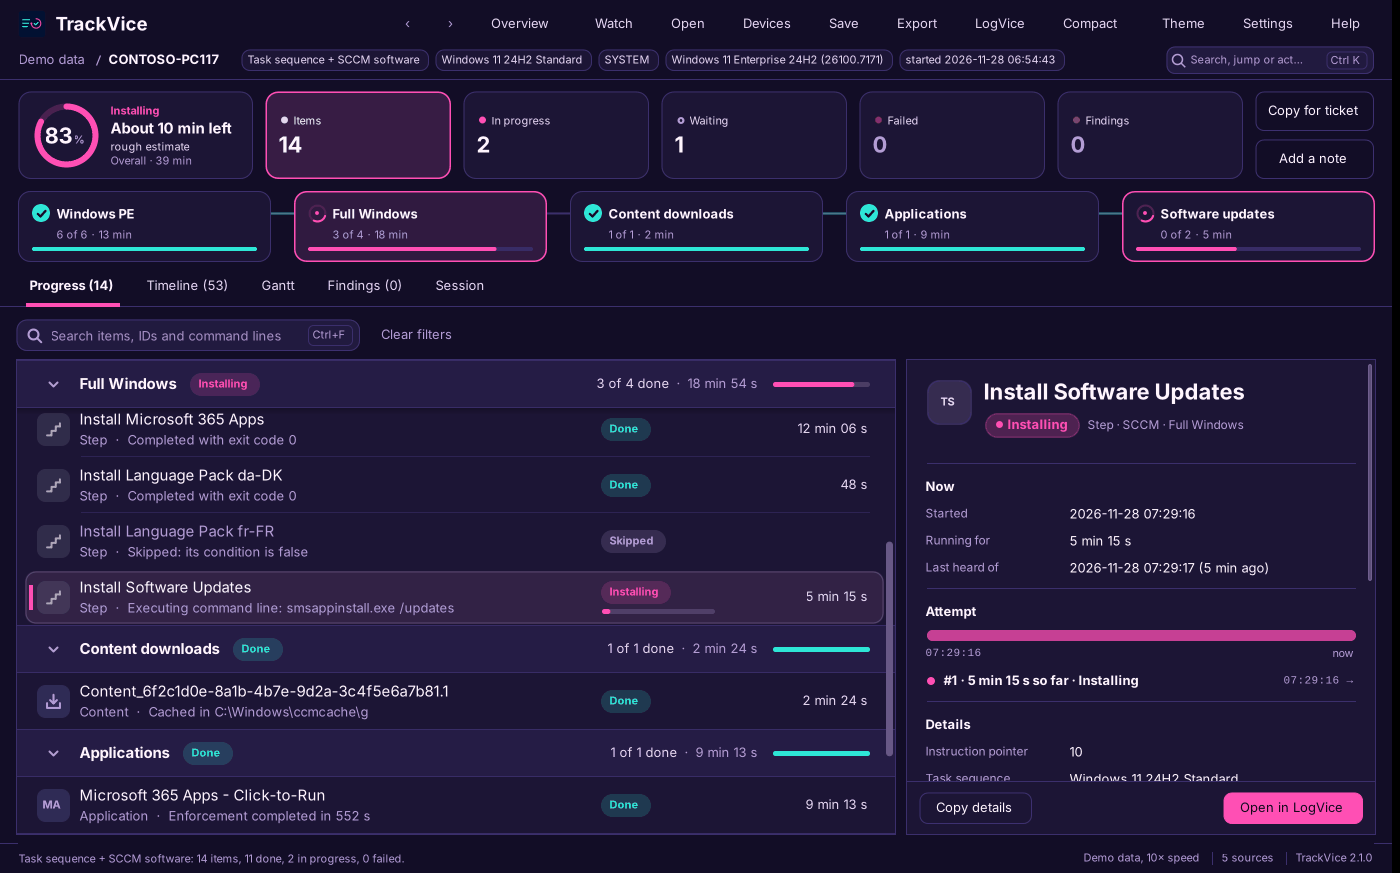 TrackVice
‹ › Overview Watch Open Devices Save Export LogVice Compact Theme Settings Help
Demo data / CONTOSO-PC117 Task sequence + SCCM software Windows 11 24H2 Standard SYSTEM Windows 11 Enterprise 24H2 (26100.7171) started 2026-11-28 06:54:43 Search, jump or act... Ctrl K
83%
Installing
About 10 min left
rough estimate
Overall · 39 min
Items
14
In progress
2
Waiting
1
Failed
0
Findings
0
Copy for ticket
Add a note
Windows PE
6 of 6 · 13 min
Full Windows
3 of 4 · 18 min
Content downloads
1 of 1 · 2 min
Applications
1 of 1 · 9 min
Software updates
0 of 2 · 5 min
Progress (14) Timeline (53) Gantt Findings (0) Session
Search items, IDs and command lines Ctrl+F Clear filters
Full Windows Installing 3 of 4 done · 18 min 54 s
Install Microsoft 365 Apps
Step · Completed with exit code 0
Done 12 min 06 s
Install Language Pack da-DK
Step · Completed with exit code 0
Done 48 s
Install Language Pack fr-FR
Step · Skipped: its condition is false
Skipped
Install Software Updates
Step · Executing command line: smsappinstall.exe /updates
Installing 5 min 15 s
Content downloads Done 1 of 1 done · 2 min 24 s
Content_6f2c1d0e-8a1b-4b7e-9d2a-3c4f5e6a7b81.1
Content · Cached in C:\Windows\ccmcache\g
Done 2 min 24 s
Applications Done 1 of 1 done · 9 min 13 s
MA
Microsoft 365 Apps - Click-to-Run
Application · Enforcement completed in 552 s
Done 9 min 13 s
TS
Install Software Updates
Installing Step · SCCM · Full Windows
Now
Started 2026-11-28 07:29:16
Running for 5 min 15 s
Last heard of 2026-11-28 07:29:17 (5 min ago)
Attempt
07:29:16 now
#1 · 5 min 15 s so far · Installing 07:29:16 →
Details
Instruction pointer 10
Task sequence Windows 11 24H2 Standard
Copy details Open in LogVice
Task sequence + SCCM software: 14 items, 11 done, 2 in progress, 0 failed.
Demo data, 10× speed 5 sources TrackVice 2.1.0